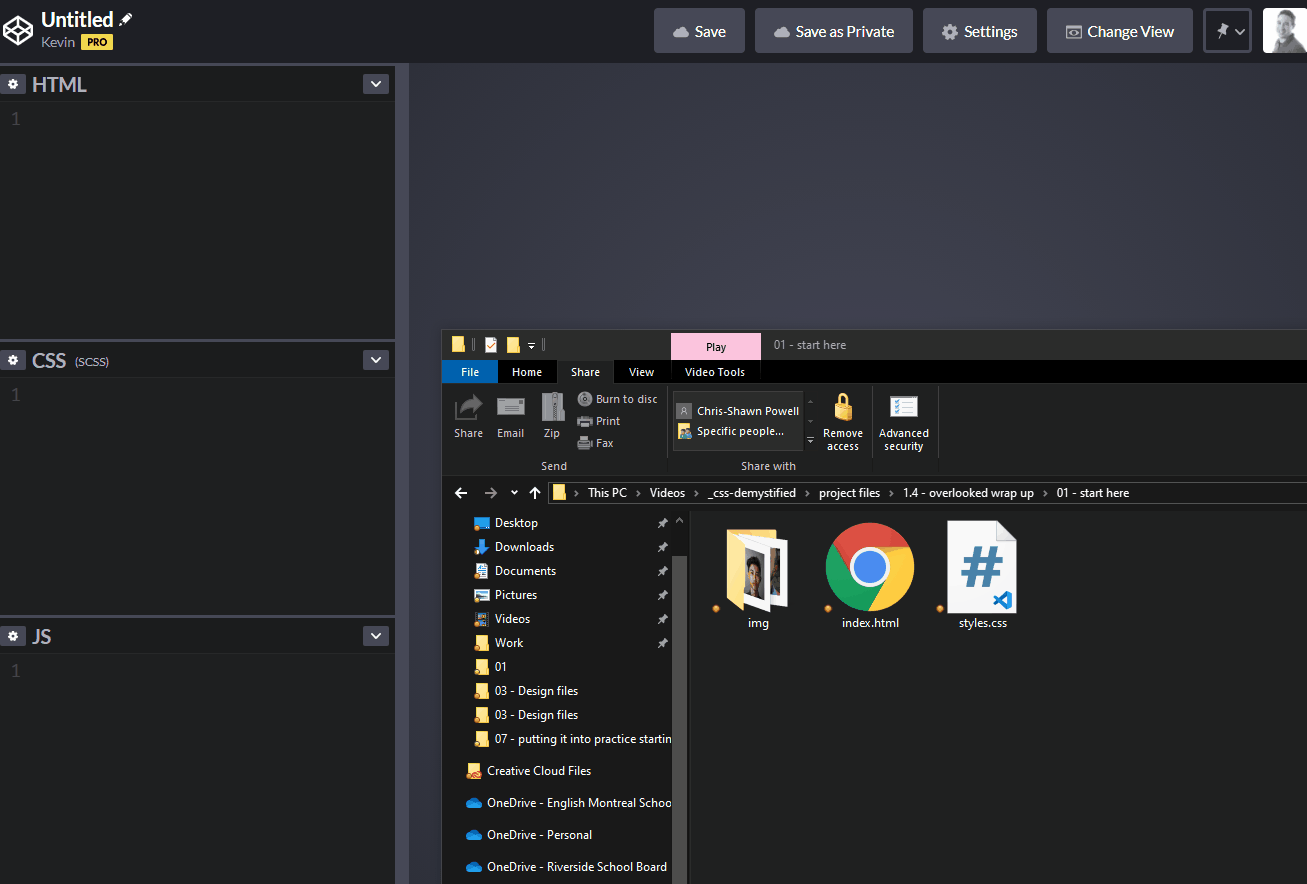 Untitled
Kevin PRO
Save
Save as Private
Settings
Change View
HTML
1
CSS (SCSS)
1
JS
1
Play
01 - start here
File
Home
Share
View
Video Tools
Share
Email
Zip
Burn to disc
Print
Fax
Send
Chris-Shawn Powell
Specific people...
Share with
Remove
access
Advanced
security
This PC › Videos › _css-demystified › project files › 1.4 - overlooked wrap up › 01 - start here
Desktop
Downloads
Documents
Pictures
Videos
Work
01
03 - Design files
03 - Design files
07 - putting it into practice startin
Creative Cloud Files
OneDrive - English Montreal Schoo
OneDrive - Personal
OneDrive - Riverside School Board
img
index.html
styles.css